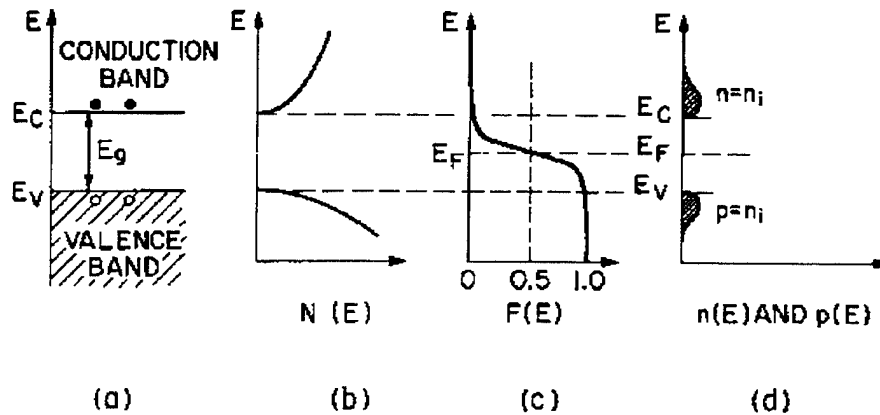 E
CONDUCTION
BAND
E_C
E_g
E_V
VALENCE
BAND
(a)
E
N (E)
(b)
E
E_F
0 0.5 1.0
F(E)
(c)
E
E_C
E_F
E_V
n=n_i
p=n_i
n(E) AND p(E)
(d)